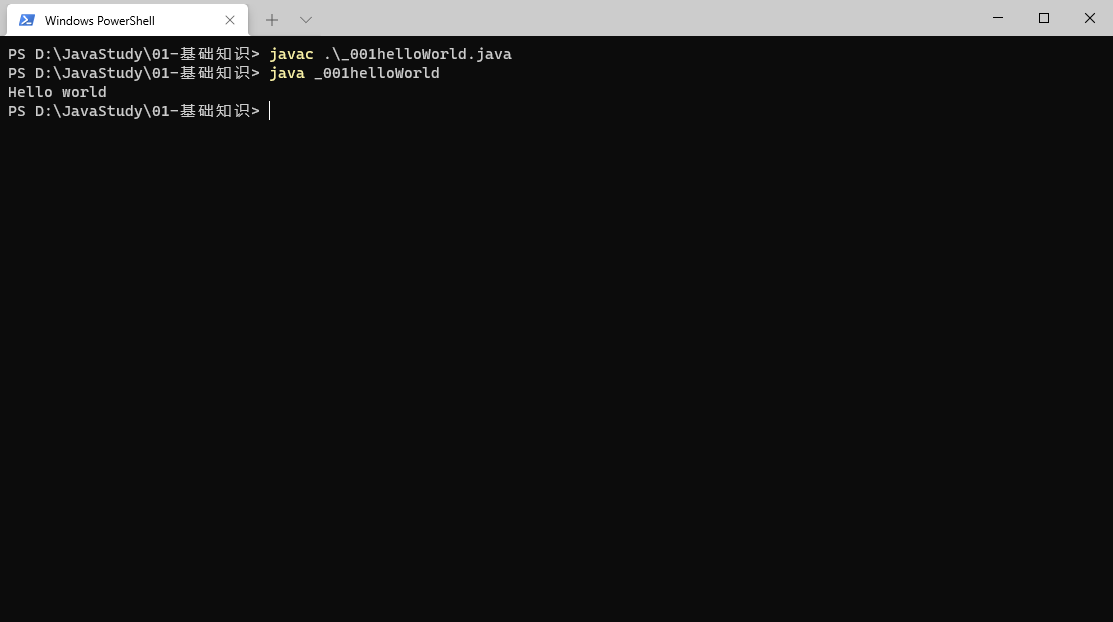 Windows PowerShell
PS D:\JavaStudy\01-基础知识> javac .\_001helloWorld.java
PS D:\JavaStudy\01-基础知识> java _001helloWorld
Hello world
PS D:\JavaStudy\01-基础知识>